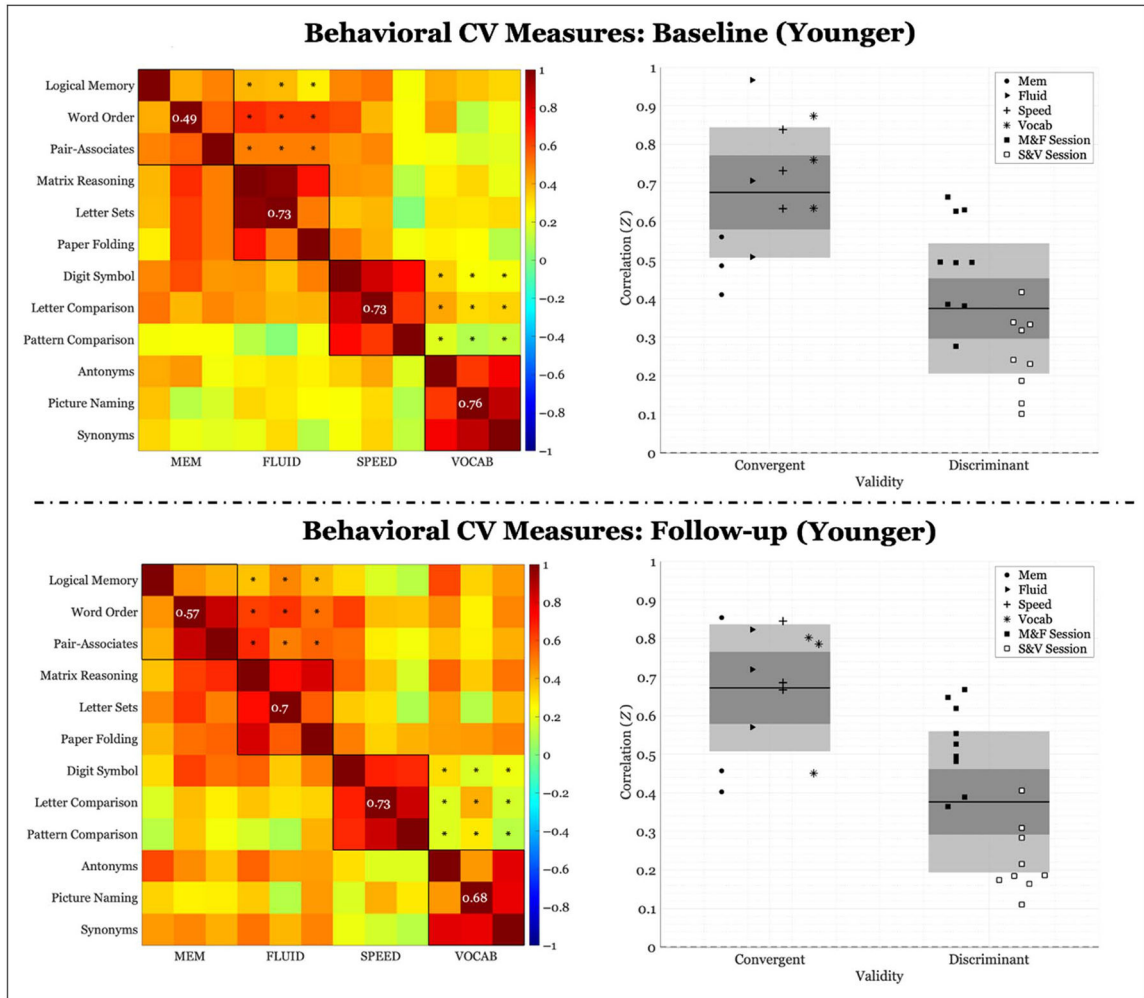 Behavioral CV Measures: Baseline (Younger)
Logical Memory
Word Order
Pair-Associates
Matrix Reasoning
Letter Sets
Paper Folding
Digit Symbol
Letter Comparison
Pattern Comparison
Antonyms
Picture Naming
Synonyms
* * *
0.49 * * *
* * *
0.73
* * *
0.73 * * *
* * *
0.76
MEM FLUID SPEED VOCAB
1
0.8
0.6
0.4
0.2
0
−0.2
−0.4
−0.6
−0.8
−1
Correlation (Z)
1
0.9
0.8
0.7
0.6
0.5
0.4
0.3
0.2
0.1
0
Mem
Fluid
Speed
Vocab
M&F Session
S&V Session
Convergent Discriminant
Validity
Behavioral CV Measures: Follow-up (Younger)
Logical Memory
Word Order
Pair-Associates
Matrix Reasoning
Letter Sets
Paper Folding
Digit Symbol
Letter Comparison
Pattern Comparison
Antonyms
Picture Naming
Synonyms
* * *
0.57 * * *
* * *
0.7
* * *
0.73 * * *
* * *
0.68
MEM FLUID SPEED VOCAB
1
0.8
0.6
0.4
0.2
0
−0.2
−0.4
−0.6
−0.8
−1
Correlation (Z)
1
0.9
0.8
0.7
0.6
0.5
0.4
0.3
0.2
0.1
0
Mem
Fluid
Speed
Vocab
M&F Session
S&V Session
Convergent Discriminant
Validity